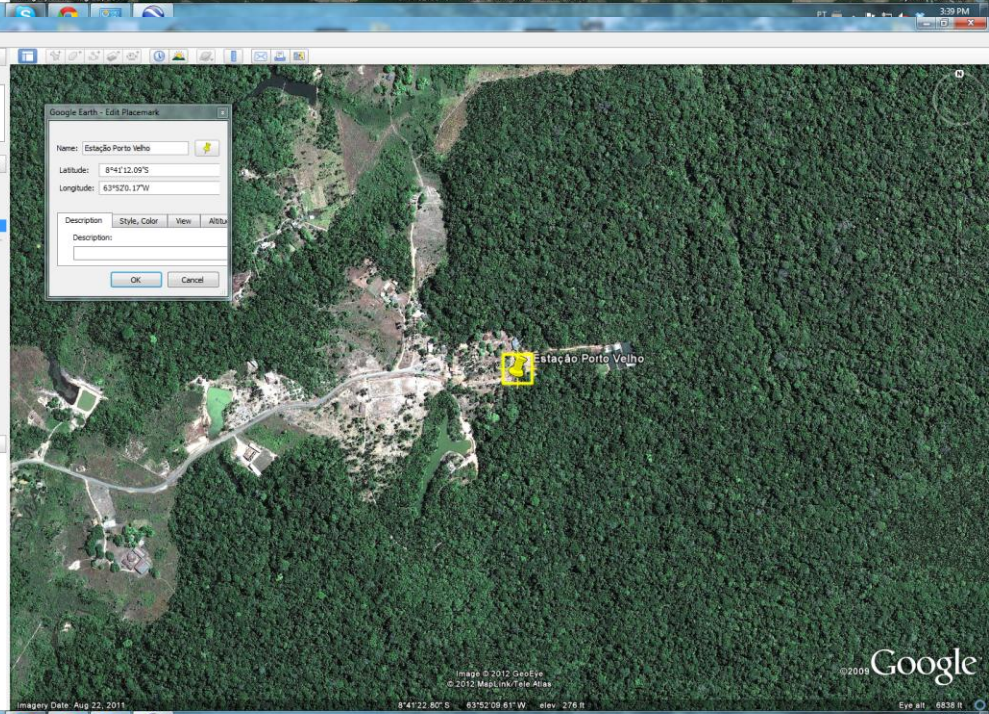 3:39 PM
PT
Google Earth - Edit Placemark
Name: Estação Porto Velho
Latitude: 8°41'12.09"S
Longitude: 63°52'0.17"W
Description Style, Color View Altitu
Description:
OK Cancel
Estação Porto Velho
Image © 2012 GeoEye
© 2012 MapLink/Tele Atlas
©2009 Google
Imagery Date: Aug 22, 2011 8°41'22.80" S 63°52'09.61" W elev 276 ft Eye alt 6838 ft
N